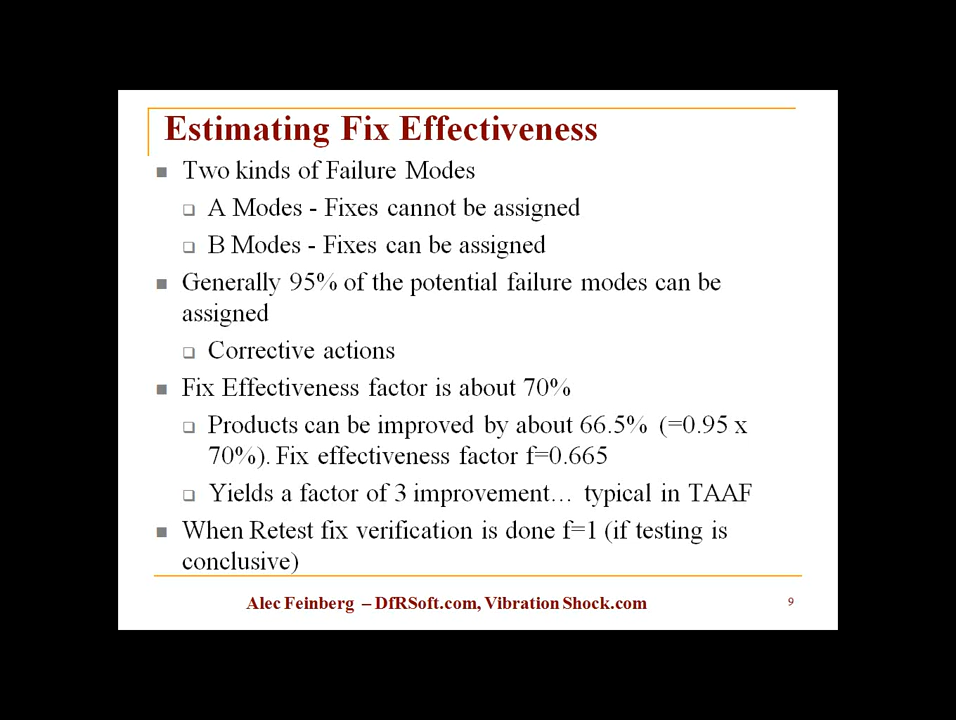 Estimating Fix Effectiveness
Two kinds of Failure Modes
A Modes - Fixes cannot be assigned
B Modes - Fixes can be assigned
Generally 95% of the potential failure modes can be
assigned
Corrective actions
Fix Effectiveness factor is about 70%
Products can be improved by about 66.5% (=0.95 x
70%). Fix effectiveness factor f=0.665
Yields a factor of 3 improvement… typical in TAAF
When Retest fix verification is done f=1 (if testing is
conclusive)
Alec Feinberg – DfRSoft.com, Vibration Shock.com
9